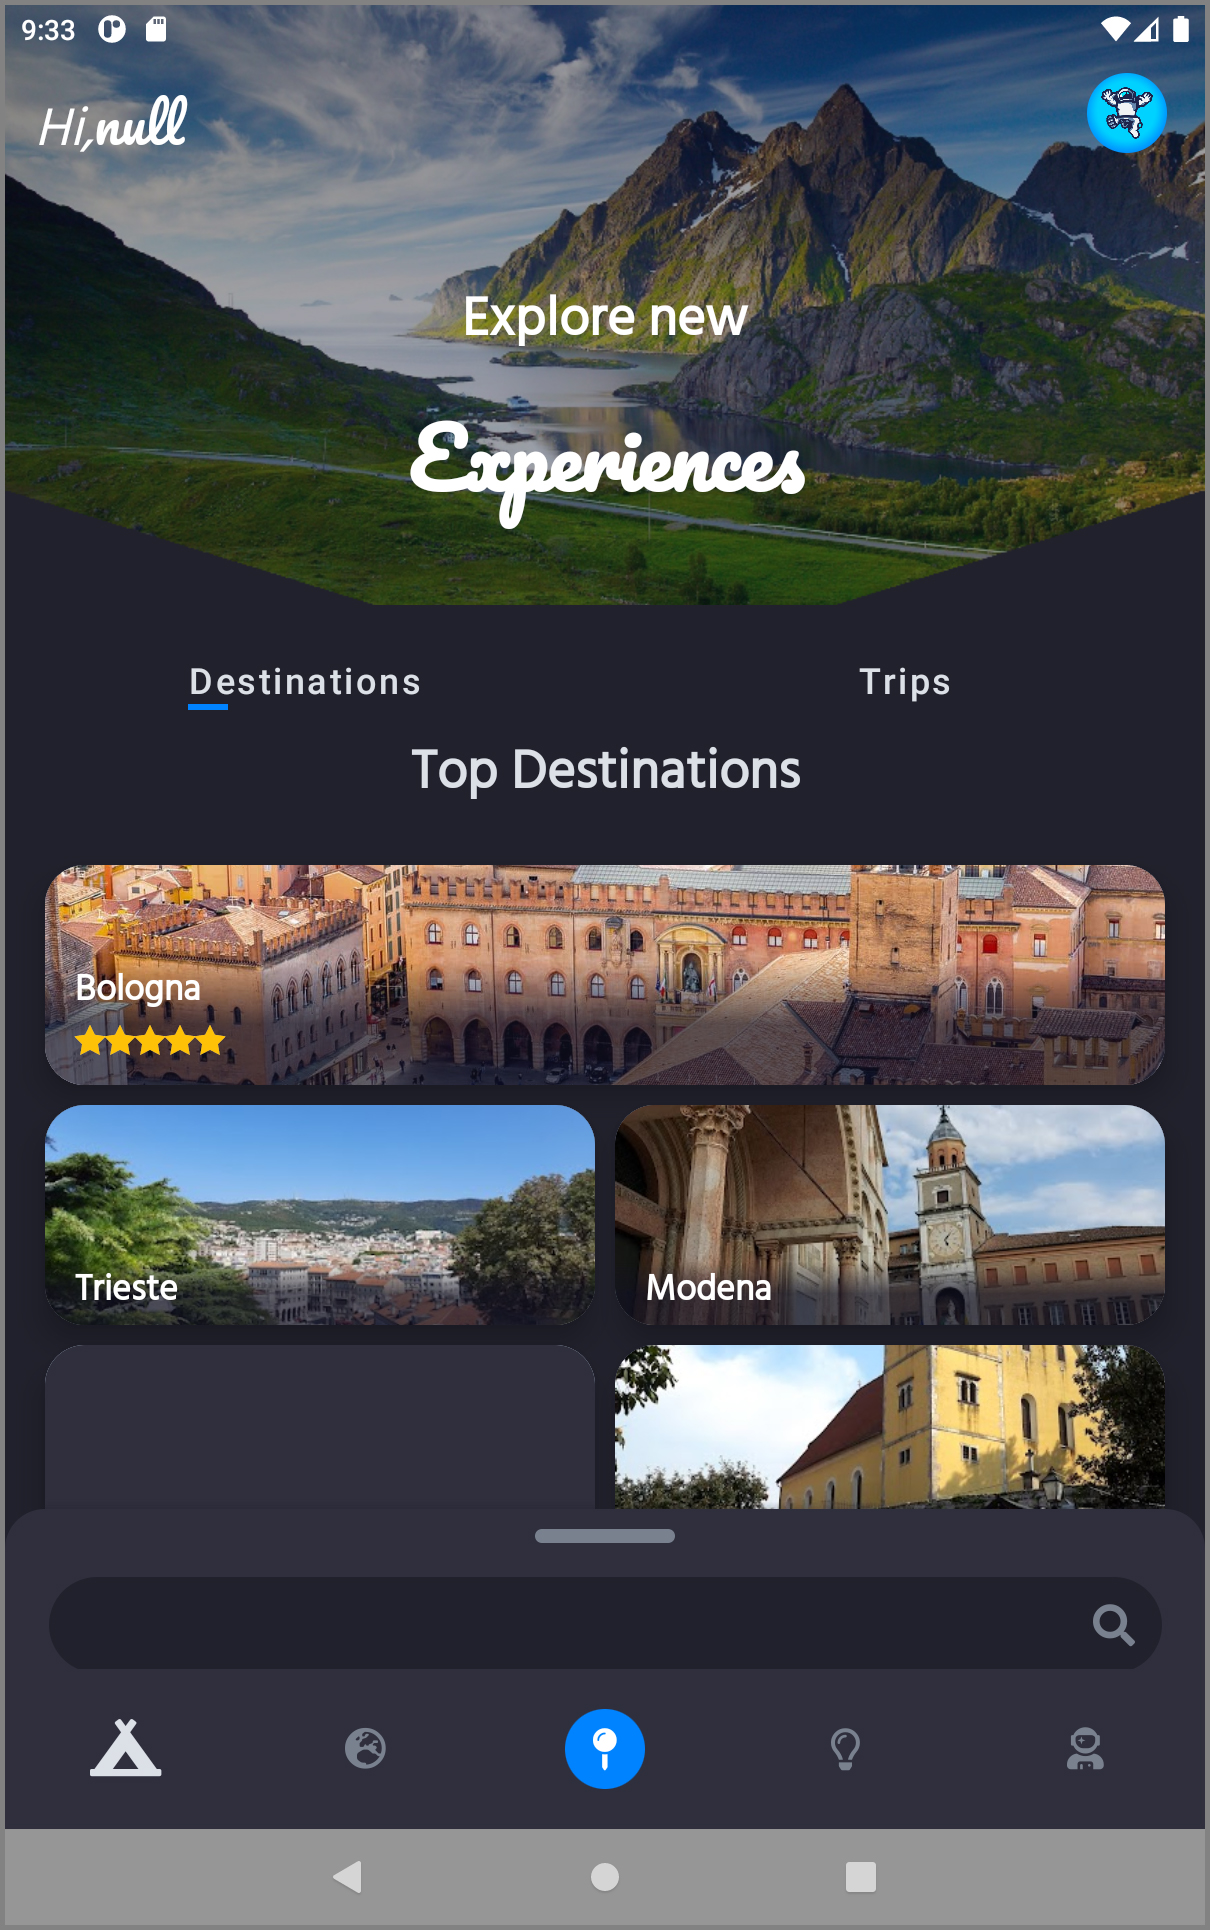 9:33
Hi,null
Explore new
Experiences
Destinations
Trips
Top Destinations
Bologna
Trieste
Modena